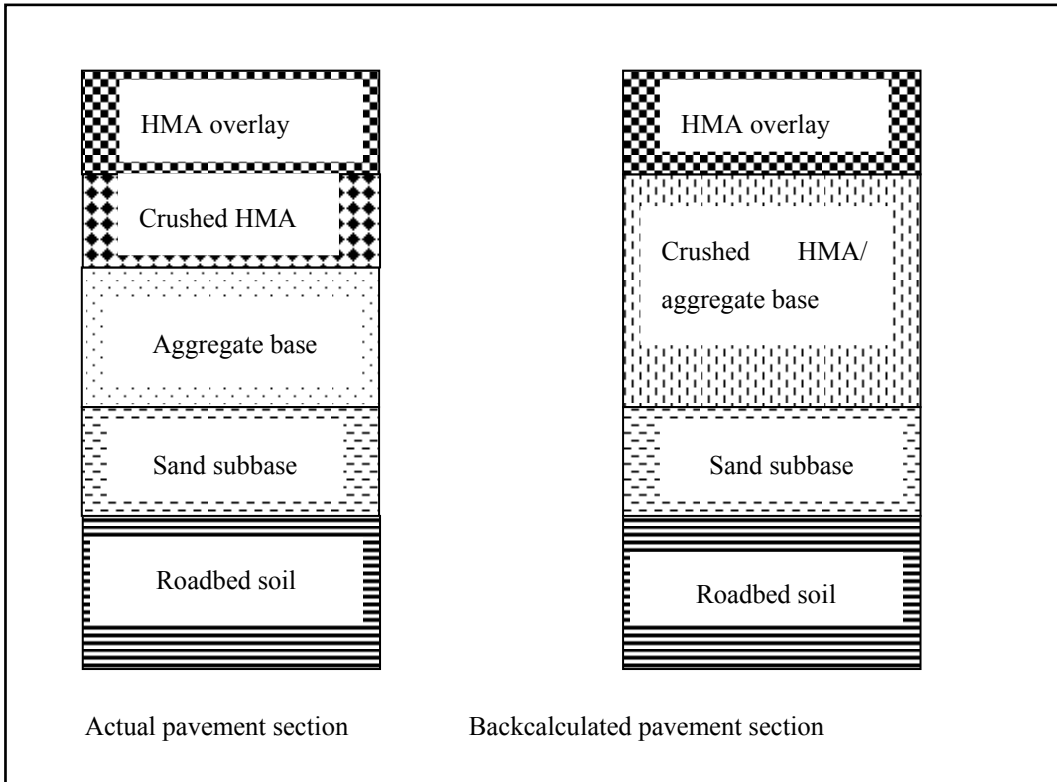 HMA overlay
Crushed HMA
Aggregate base
Sand subbase
Roadbed soil
Actual pavement section
HMA overlay
Crushed HMA/
aggregate base
Sand subbase
Roadbed soil
Backcalculated pavement section